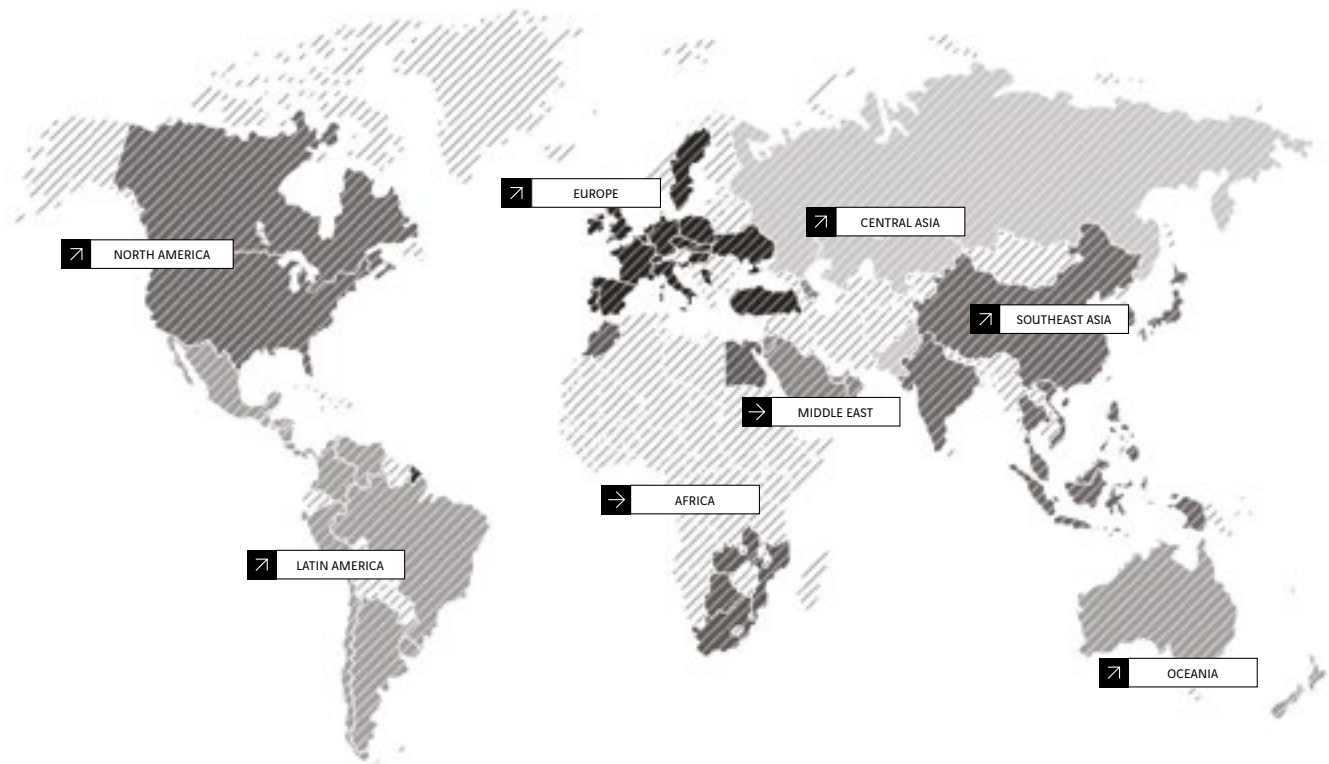 EUROPE
CENTRAL ASIA
NORTH AMERICA
SOUTHEAST ASIA
MIDDLE EAST
AFRICA
LATIN AMERICA
OCEANIA